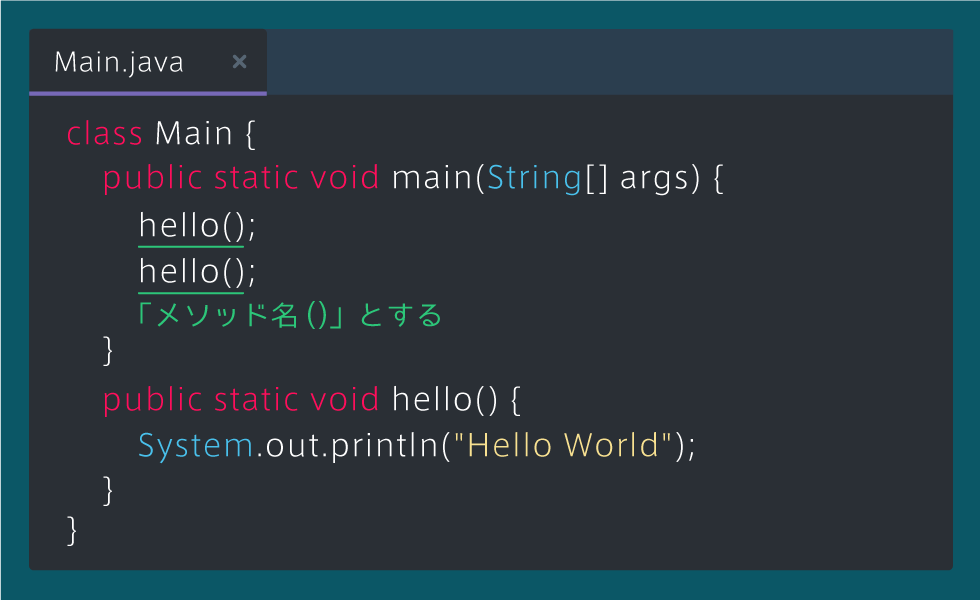 Main.java ×
class Main {
public static void main(String[] args) {
hello();
hello();
「メソッド名()」とする
}
public static void hello() {
System.out.println("Hello World");
}
}